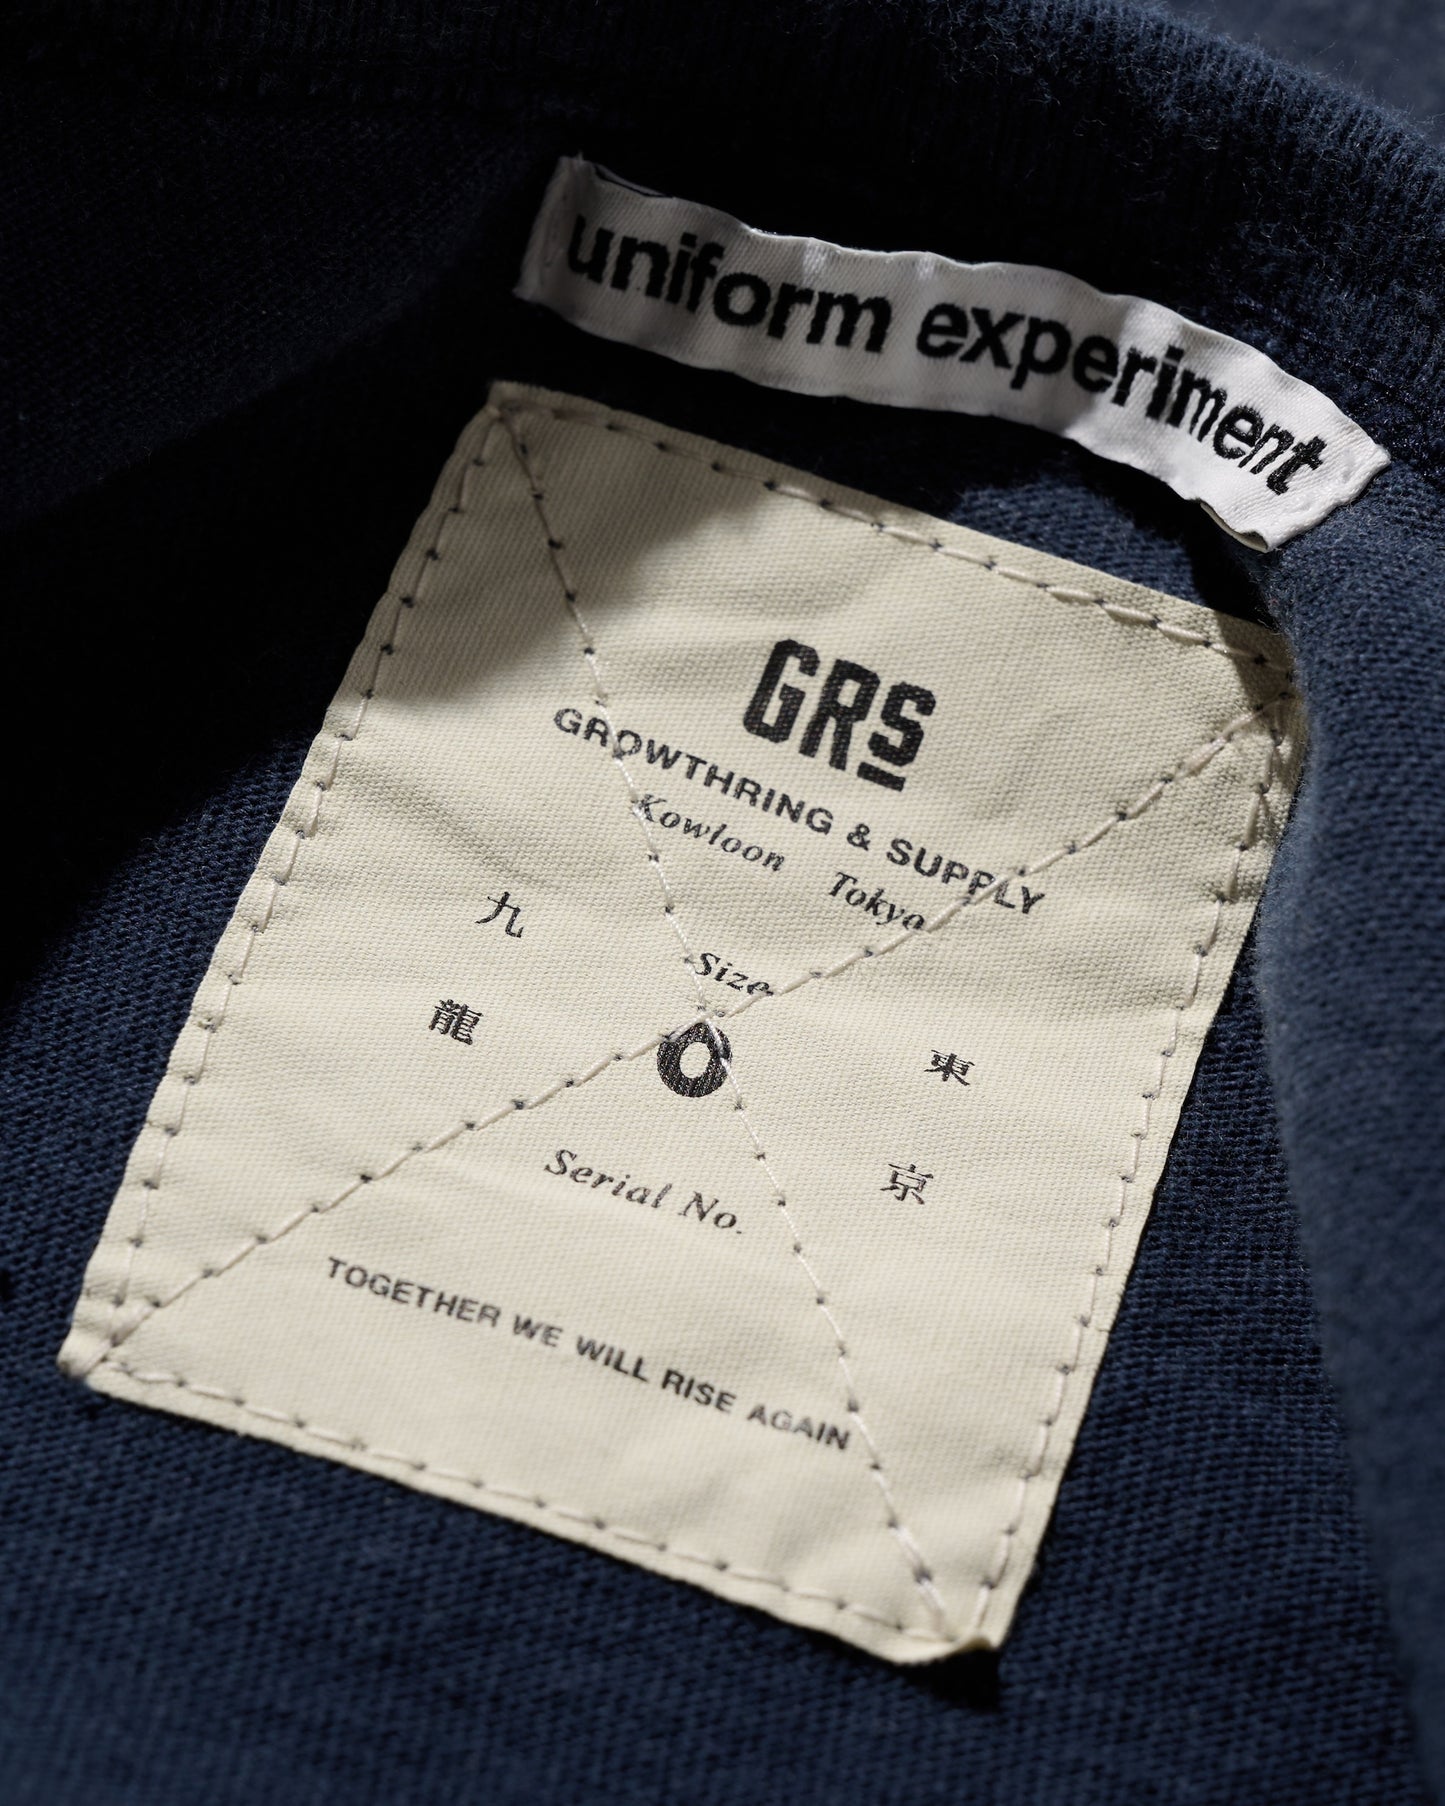 uniform experiment
GRS
GROWTHRING & SUPPLY
Kowloon Tokyo
九龍
Size
東京
Serial No.
TOGETHER WE WILL RISE AGAIN